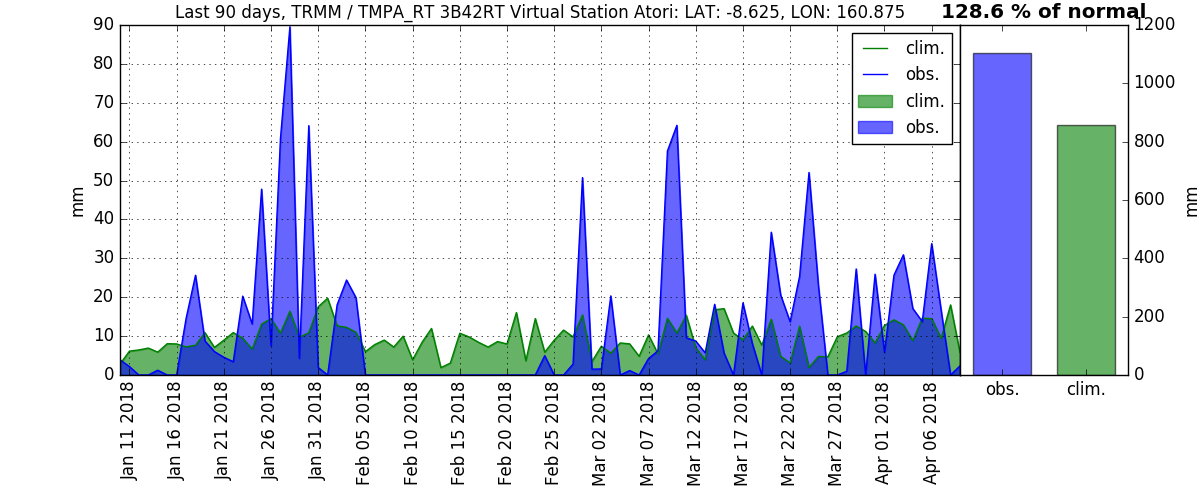 Last 90 days, TRMM / TMPA_RT 3B42RT Virtual Station Atori: LAT: -8.625, LON: 160.875
128.6 % of normal
90
80
70
60
50
40
30
20
10
0
mm
clim.
obs.
clim.
obs.
Jan 11 2018
Jan 16 2018
Jan 21 2018
Jan 26 2018
Jan 31 2018
Feb 05 2018
Feb 10 2018
Feb 15 2018
Feb 20 2018
Feb 25 2018
Mar 02 2018
Mar 07 2018
Mar 12 2018
Mar 17 2018
Mar 22 2018
Mar 27 2018
Apr 01 2018
Apr 06 2018
1200
1000
800
600
400
200
0
mm
obs.
clim.